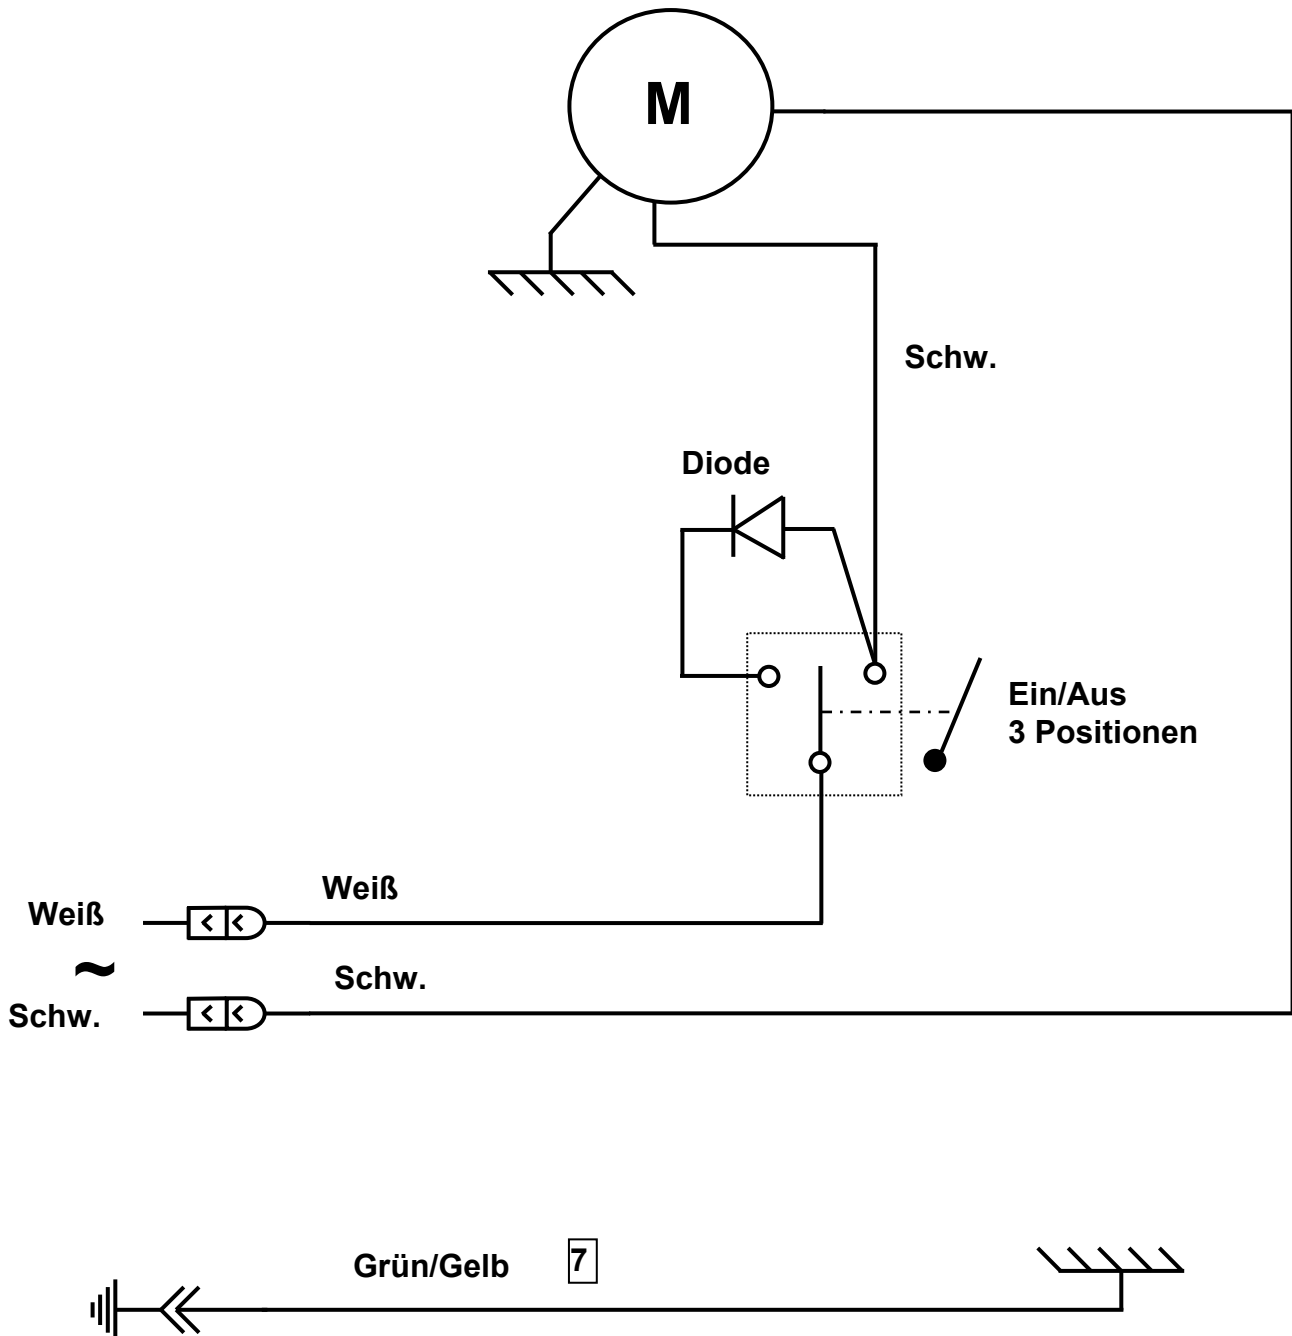 M
Schw.
Diode
Ein/Aus
3 Positionen
Weiß
Weiß
~
Schw.
Schw.
Grün/Gelb 7